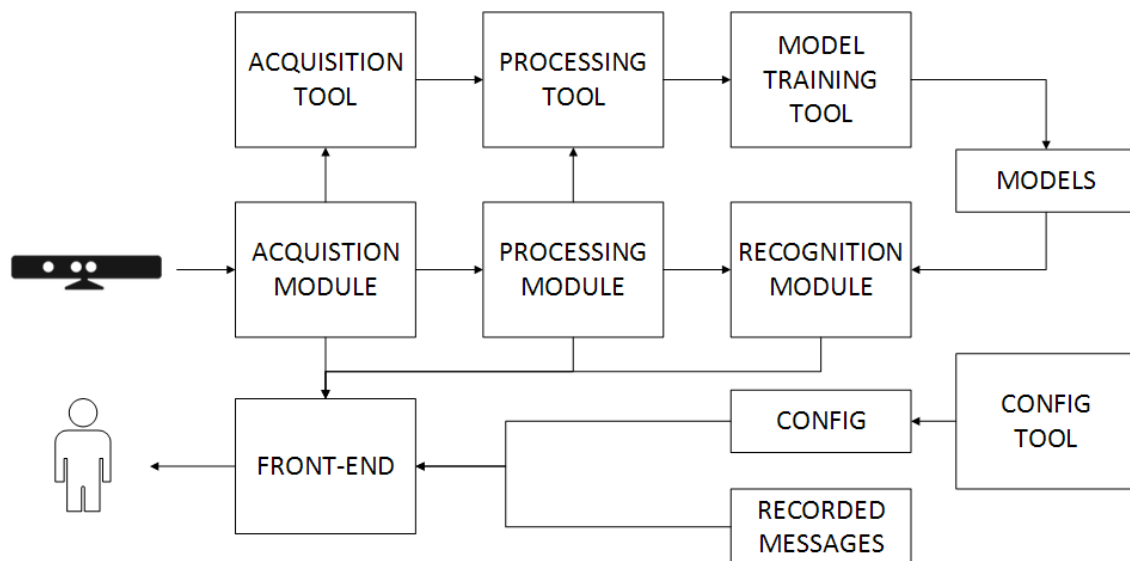 ACQUISITION
TOOL
PROCESSING
TOOL
MODEL
TRAINING
TOOL
MODELS
ACQUISTION
MODULE
PROCESSING
MODULE
RECOGNITION
MODULE
FRONT-END
CONFIG
CONFIG
TOOL
RECORDED
MESSAGES